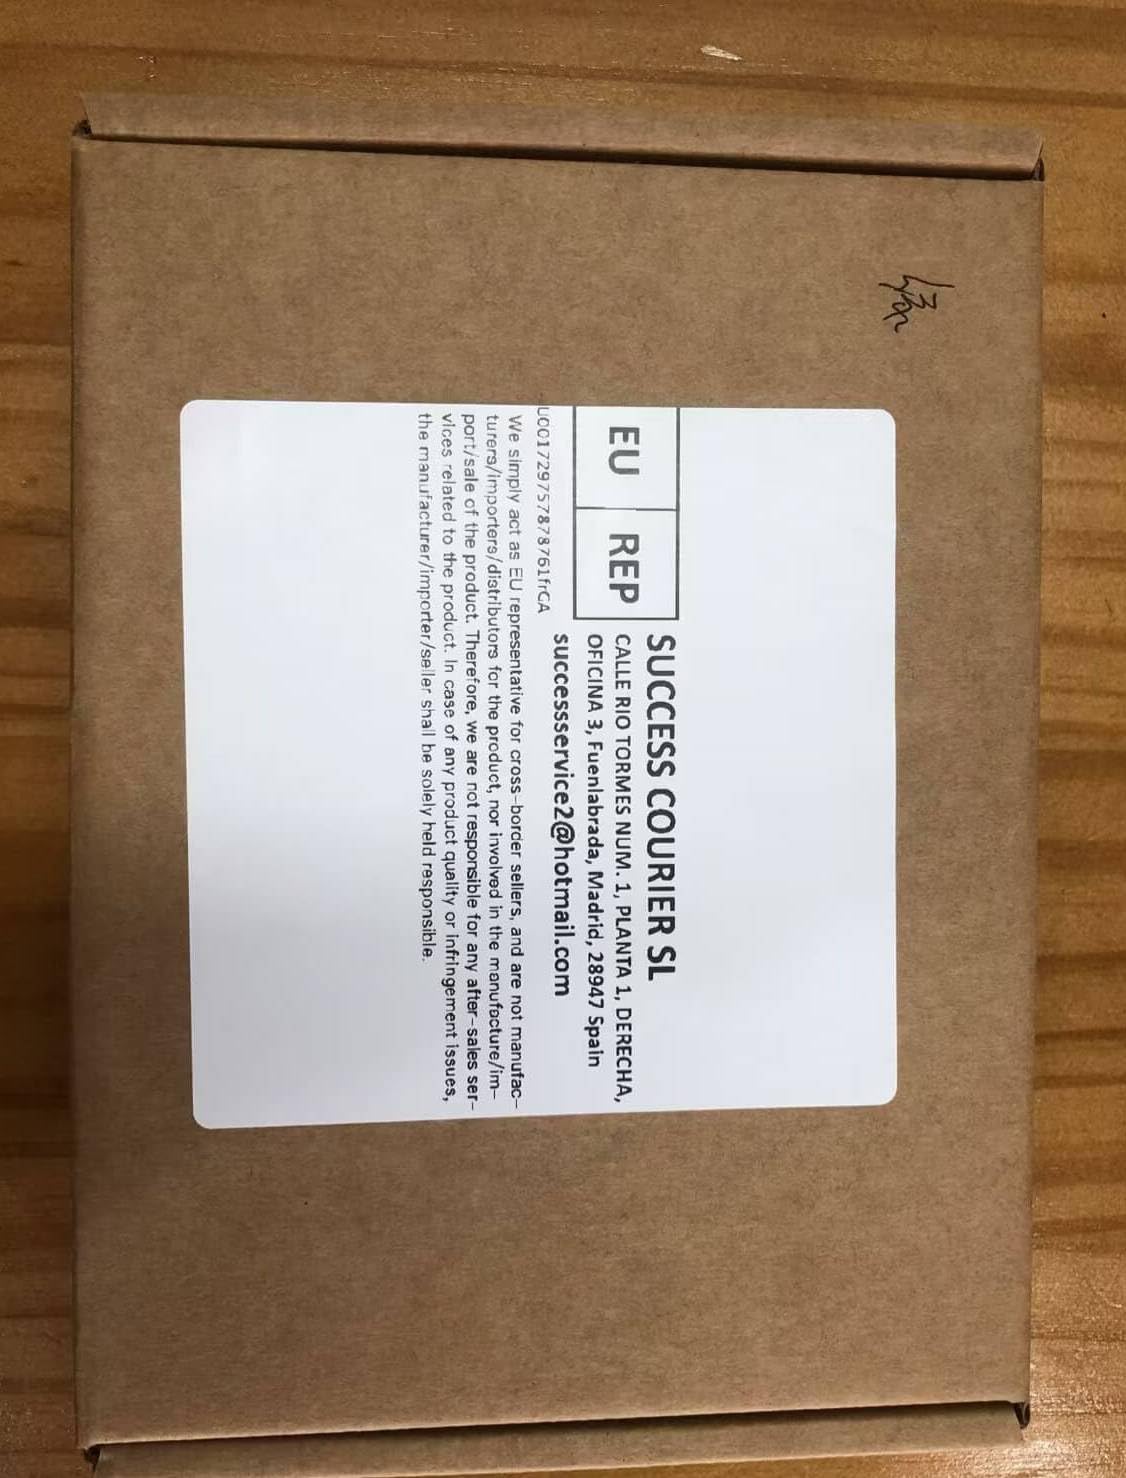 EU REP
SUCCESS COURIER SL
CALLE RIO TORMES NUM. 1, PLANTA 1, DERECHA,
OFICINA 3, Fuenlabrada, Madrid, 28947 Spain
successservice2@hotmail.com
We simply act as EU representative for cross-border sellers, and are not manufac-
turers/importers/distributors for the product, nor involved in the manufacture/im-
port/sale of the product. Therefore, we are not responsible for any after-sales ser-
vices related to the product. In case of any product quality or infringement issues,
the manufacturer/importer/seller shall be solely held responsible.